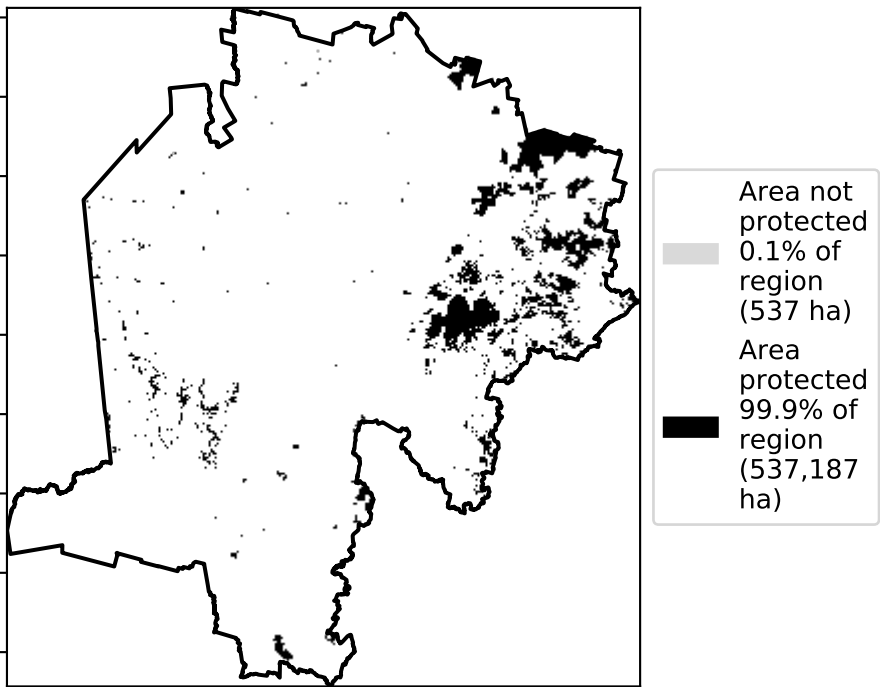 Area not
protected
0.1% of
region
(537 ha)
Area
protected
99.9% of
region
(537,187
ha)